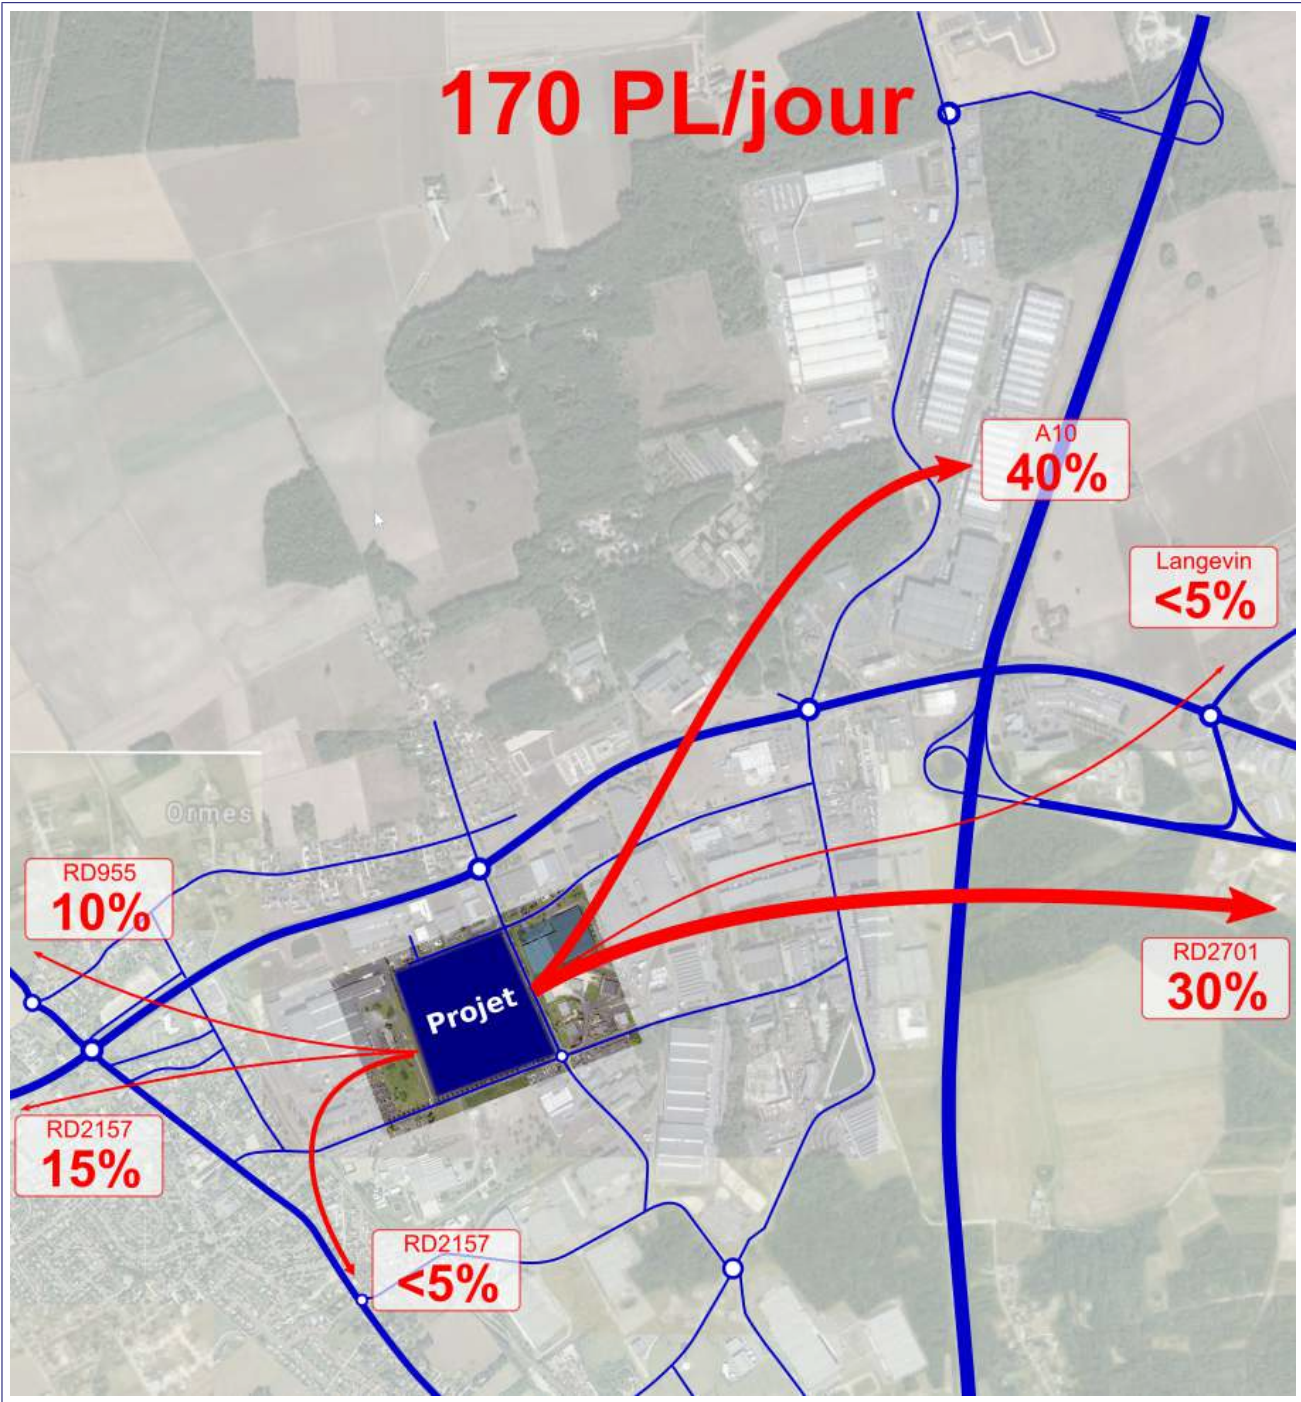 170 PL/jour
A10
40%
Langevin
<5%
Ormes
RD955
10%
RD2701
30%
Projet
RD2157
15%
RD2157
<5%